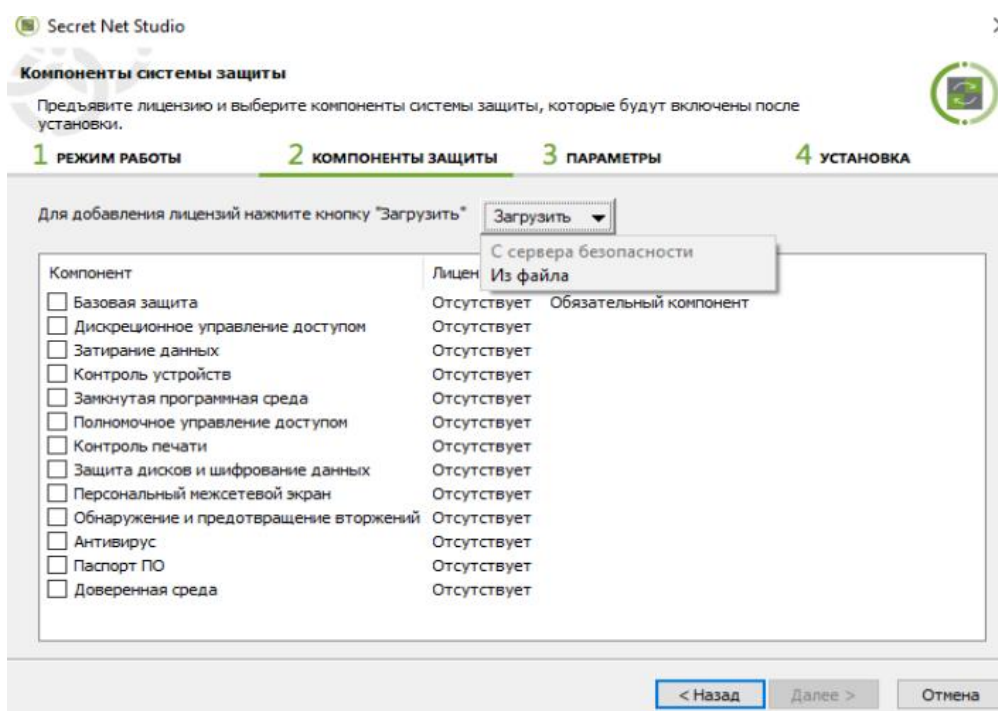 Secret Net Studio
Компоненты системы защиты
Предъявите лицензию и выберите компоненты системы защиты, которые будут включены после
установки.
1 РЕЖИМ РАБОТЫ 2 КОМПОНЕНТЫ ЗАЩИТЫ 3 ПАРАМЕТРЫ 4 УСТАНОВКА
Для добавления лицензий нажмите кнопку "Загрузить" Загрузить
С сервера безопасности
Из файла
Компонент Лицен
Базовая защита Отсутствует Обязательный компонент
Дискреционное управление доступом Отсутствует
Затирание данных Отсутствует
Контроль устройств Отсутствует
Замкнутая программная среда Отсутствует
Полномочное управление доступом Отсутствует
Контроль печати Отсутствует
Защита дисков и шифрование данных Отсутствует
Персональный межсетевой экран Отсутствует
Обнаружение и предотвращение вторжений Отсутствует
Антивирус Отсутствует
Паспорт ПО Отсутствует
Доверенная среда Отсутствует
< Назад Далее > Отмена